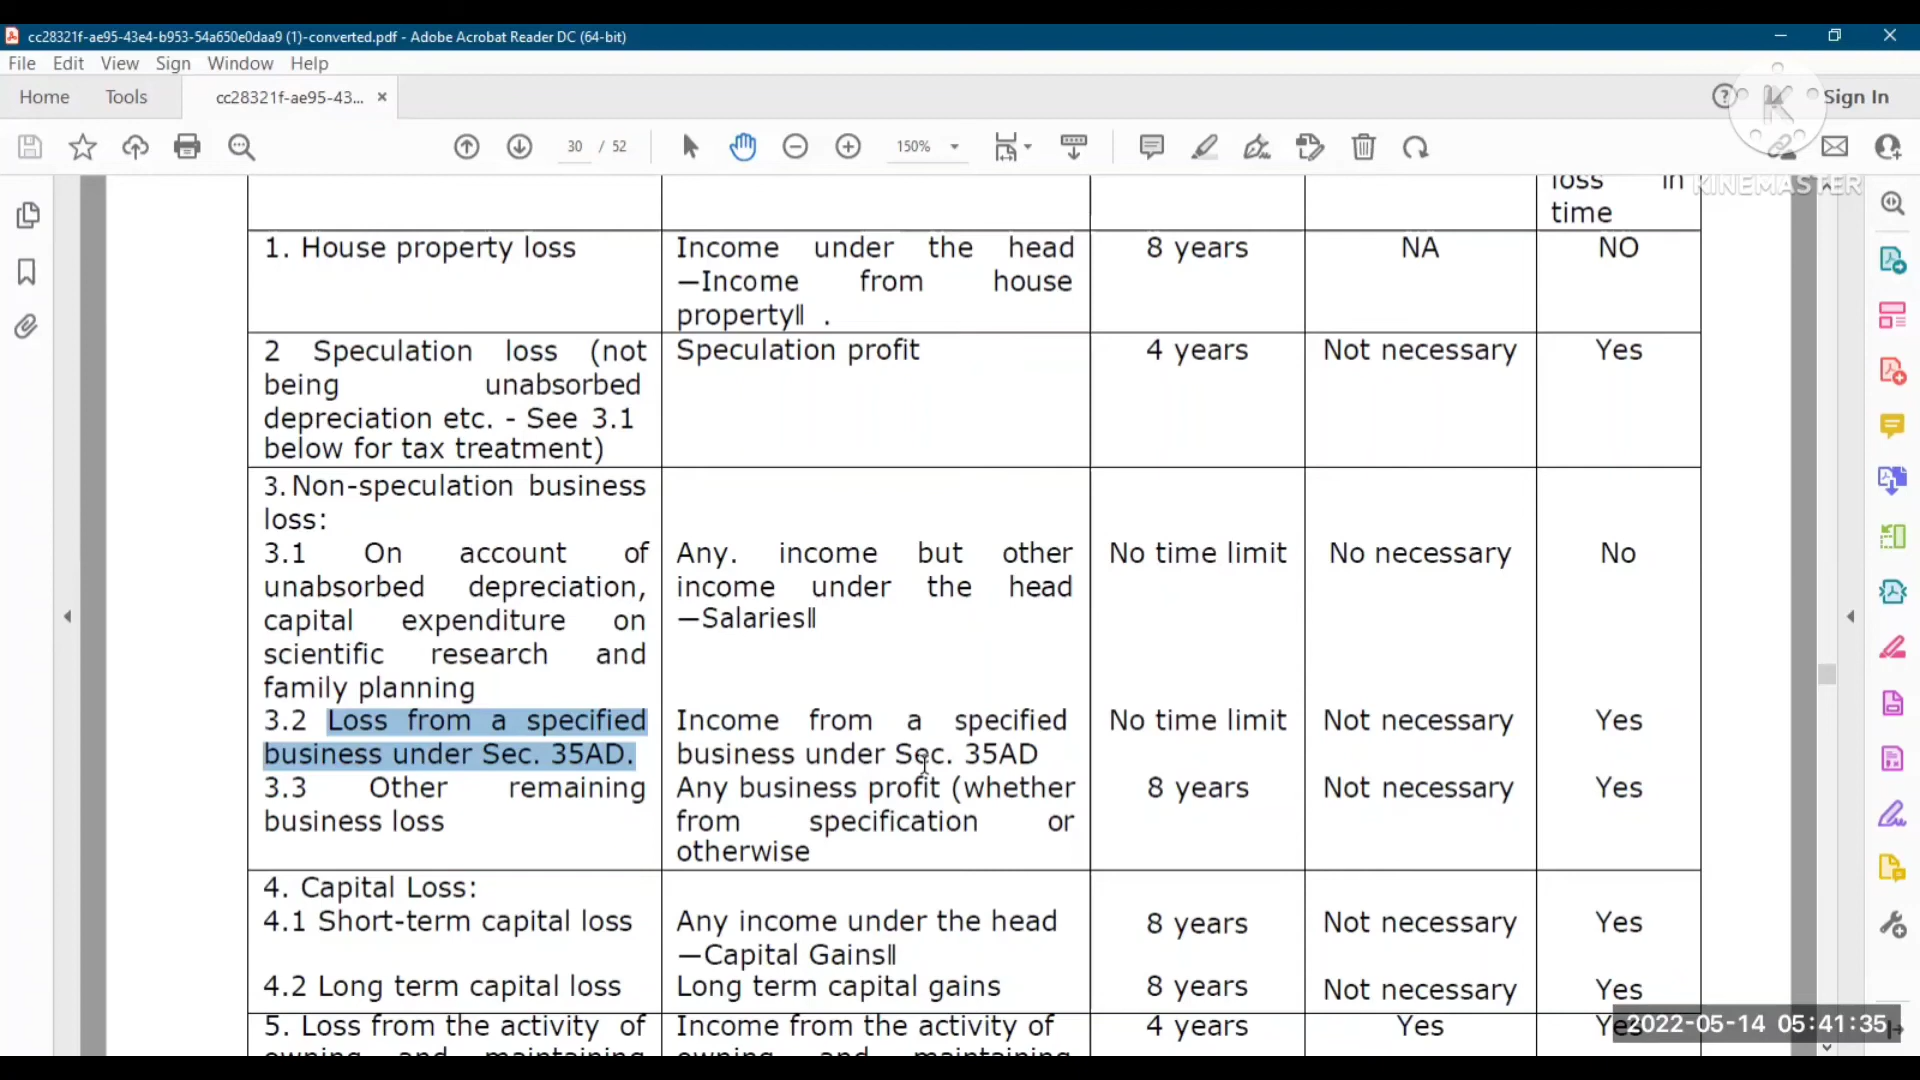 cc28321f-ae95-43e4-b953-54a650e0daa9 (1)-converted.pdf - Adobe Acrobat Reader DC (64-bit)
File Edit View Sign Window Help
Home Tools cc28321f-ae95-43... × Sign In
30 / 52 150%
KINEMASTER
loss in
time
1. House property loss Income under the head 8 years NA NO
—Income from house
property‖ .
2 Speculation loss (not Speculation profit 4 years Not necessary Yes
being unabsorbed
depreciation etc. - See 3.1
below for tax treatment)
3. Non-speculation business
loss:
3.1 On account of Any. income but other No time limit No necessary No
unabsorbed depreciation, income under the head
capital expenditure on —Salaries‖
scientific research and
family planning
3.2 Loss from a specified Income from a specified No time limit Not necessary Yes
business under Sec. 35AD. business under Sec. 35AD
3.3 Other remaining Any business profit (whether 8 years Not necessary Yes
business loss from specification or
otherwise
4. Capital Loss:
4.1 Short-term capital loss Any income under the head 8 years Not necessary Yes
—Capital Gains‖
4.2 Long term capital loss Long term capital gains 8 years Not necessary Yes
5. Loss from the activity of Income from the activity of 4 years Yes Yes
owning and maintaining owning and maintaining
2022-05-14 05:41:35